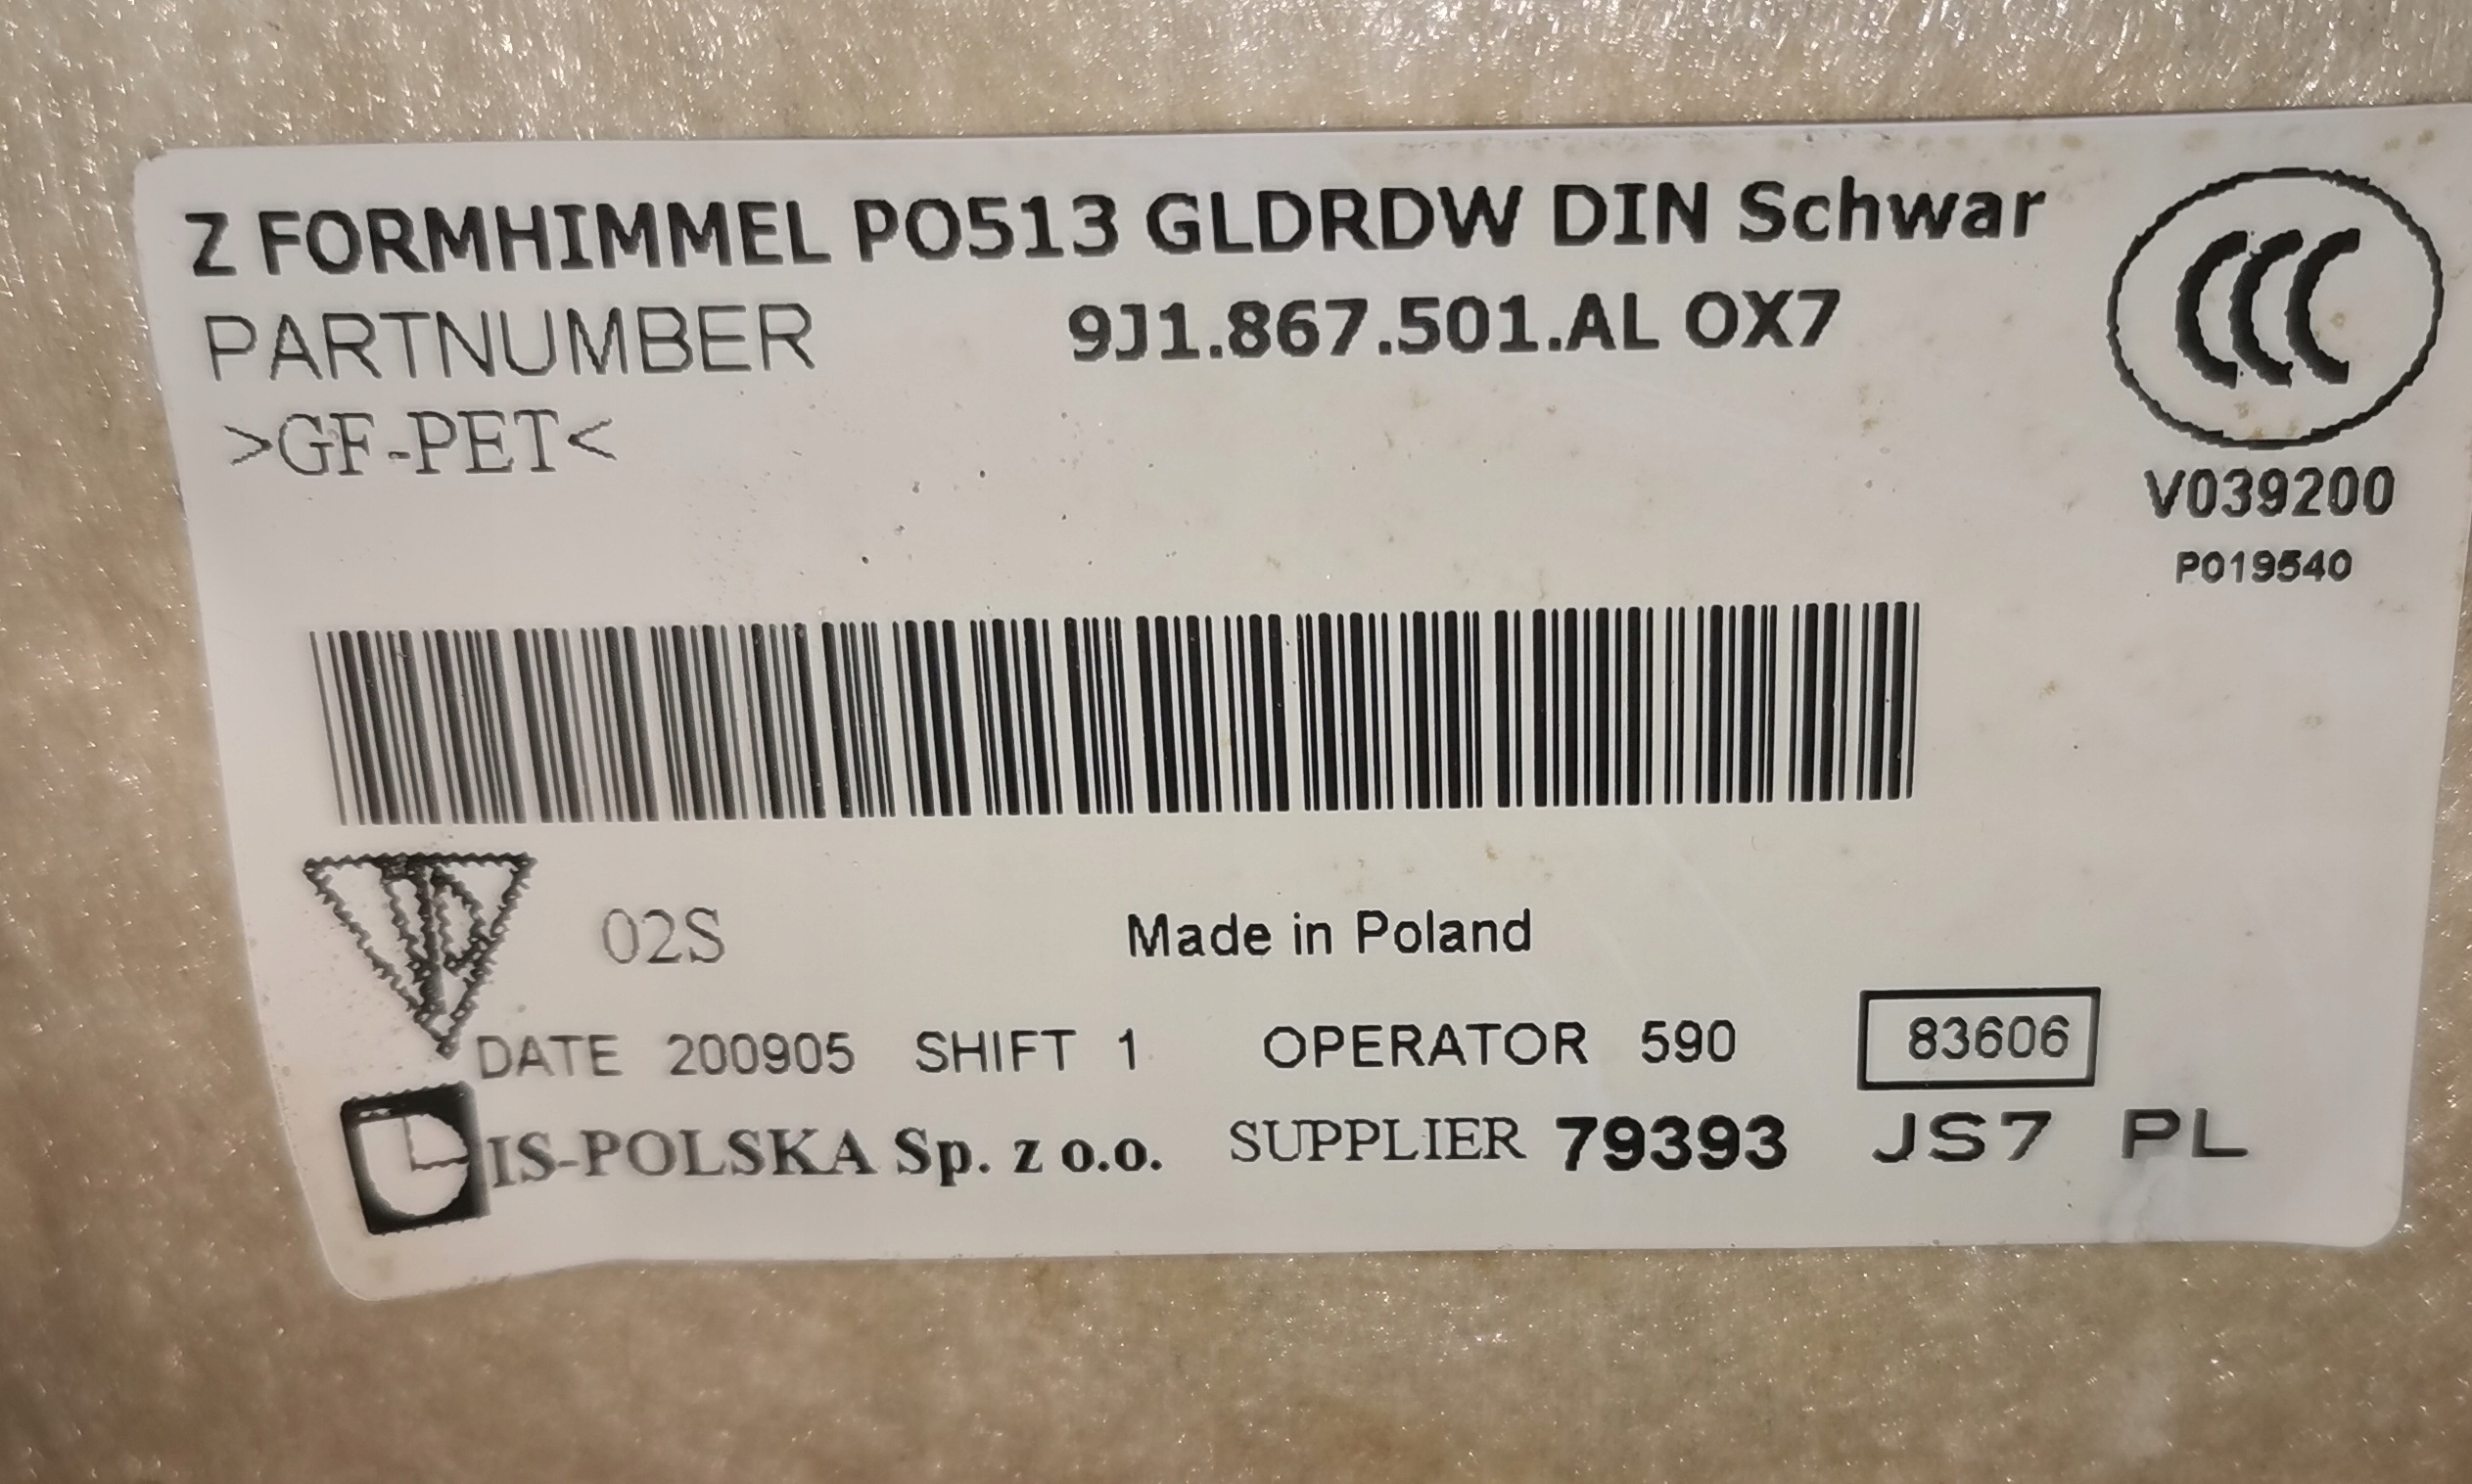 Z FORMHIMMEL PO513 GLDRDW DIN Schwar
PARTNUMBER 9J1.867.501.AL OX7
>GF-PET<
CCC
V039200
P019540
02S
Made in Poland
DATE 200905 SHIFT 1 OPERATOR 590 83606
IS-POLSKA Sp. z o.o. SUPPLIER 79393 JS7 PL